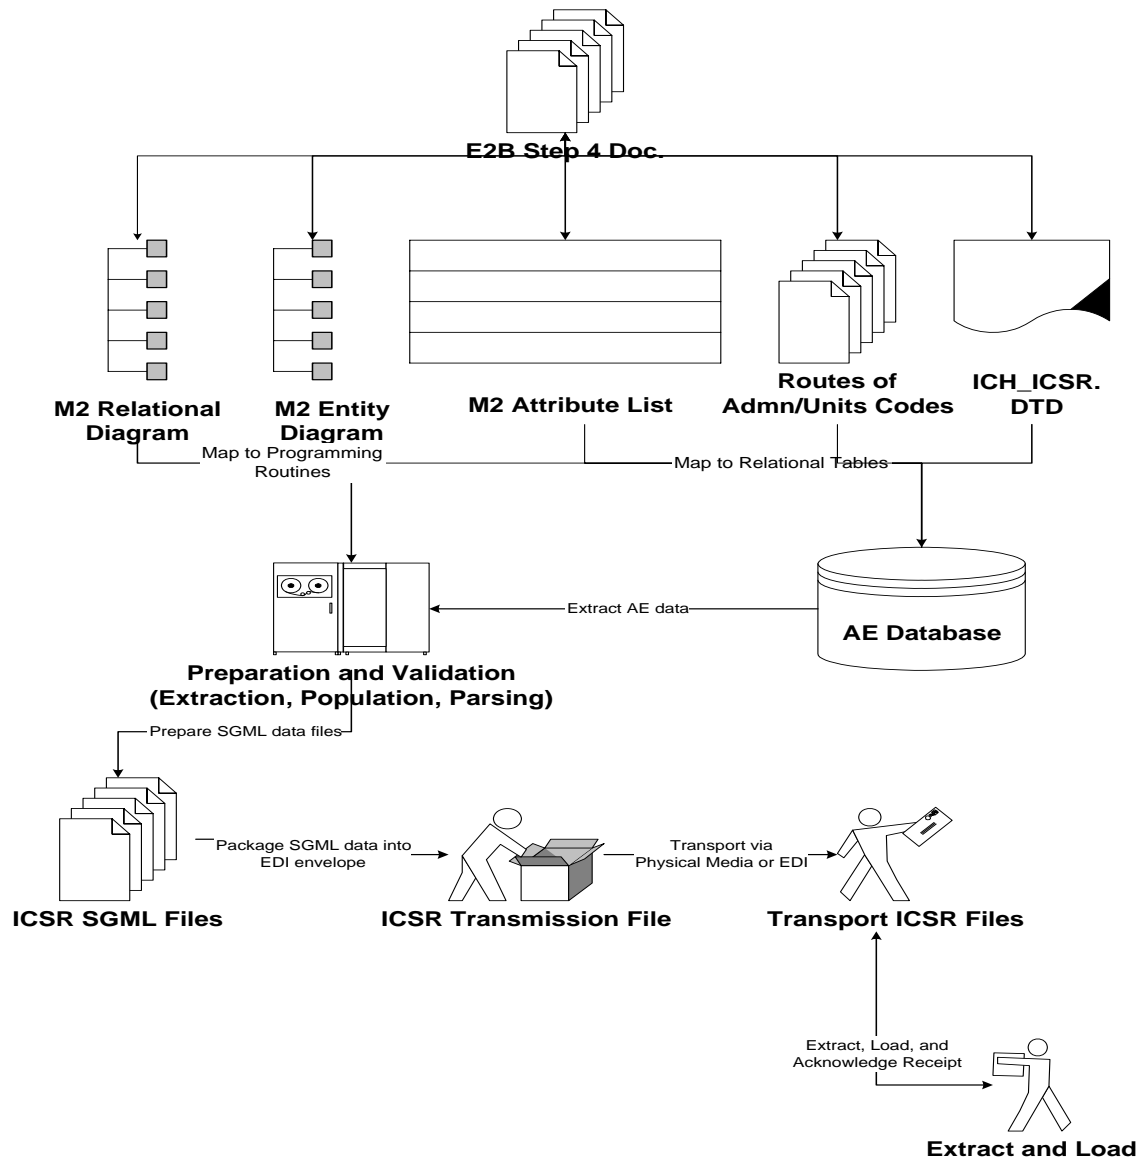 E2B Step 4 Doc.
M2 Relational
Diagram
M2 Entity
Diagram
M2 Attribute List
Routes of
Admn/Units Codes
ICH_ICSR.
DTD
Map to Programming
Routines
Map to Relational Tables
Extract AE data
AE Database
Preparation and Validation
(Extraction, Population, Parsing)
Prepare SGML data files
Package SGML data into
EDI envelope
Transport via
Physical Media or EDI
ICSR SGML Files
ICSR Transmission File
Transport ICSR Files
Extract, Load, and
Acknowledge Receipt
Extract and Load